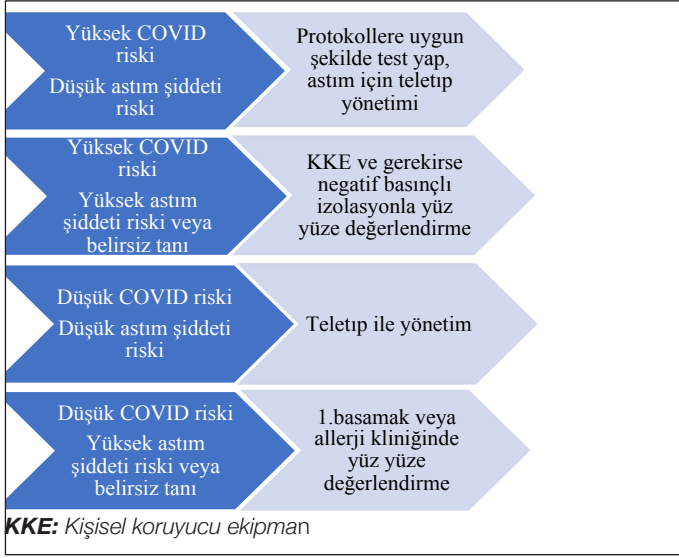 Yüksek COVID
riski
Düşük astım şiddeti
riski
Protokollere uygun
şekilde test yap,
astım için teletıp
yönetimi
Yüksek COVID
riski
Yüksek astım
şiddeti riski veya
belirsiz tanı
KKE ve gerekirse
negatif basınçlı
izolasyonla yüz
yüze değerlendirme
Düşük COVID riski
Düşük astım şiddeti
riski
Teletıp ile yönetim
Düşük COVID riski
Yüksek astım
şiddeti riski veya
belirsiz tanı
1.basamak veya
allerji kliniğinde
yüz yüze
değerlendirme
KKE: Kişisel koruyucu ekipman